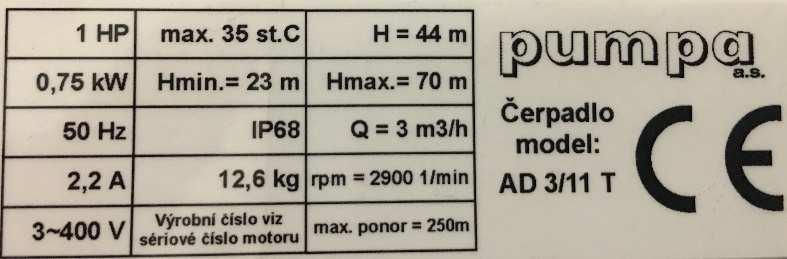 1 HP max. 35 st.C H = 44 m
0,75 kW Hmin.= 23 m Hmax.= 70 m
50 Hz IP68 Q = 3 m3/h
2,2 A 12,6 kg rpm = 2900 1/min
3~400 V Výrobní číslo viz
sériové číslo motoru max. ponor = 250m
pumpa
a.s.
Čerpadlo
model:
AD 3/11 T
CE